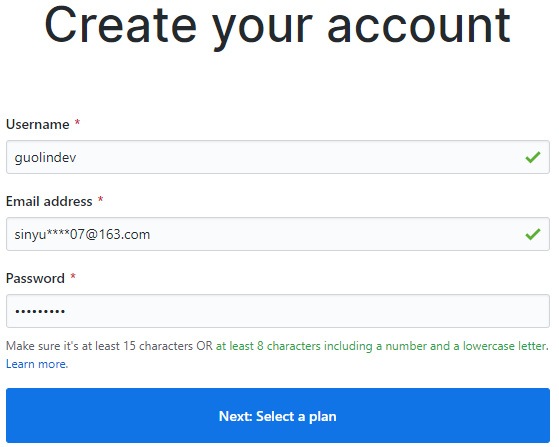 Create your account
Username *
guolindev
Email address *
sinyu****07@163.com
Password *
•••••••••
Make sure it's at least 15 characters OR at least 8 characters including a number and a lowercase letter.
Learn more.
Next: Select a plan